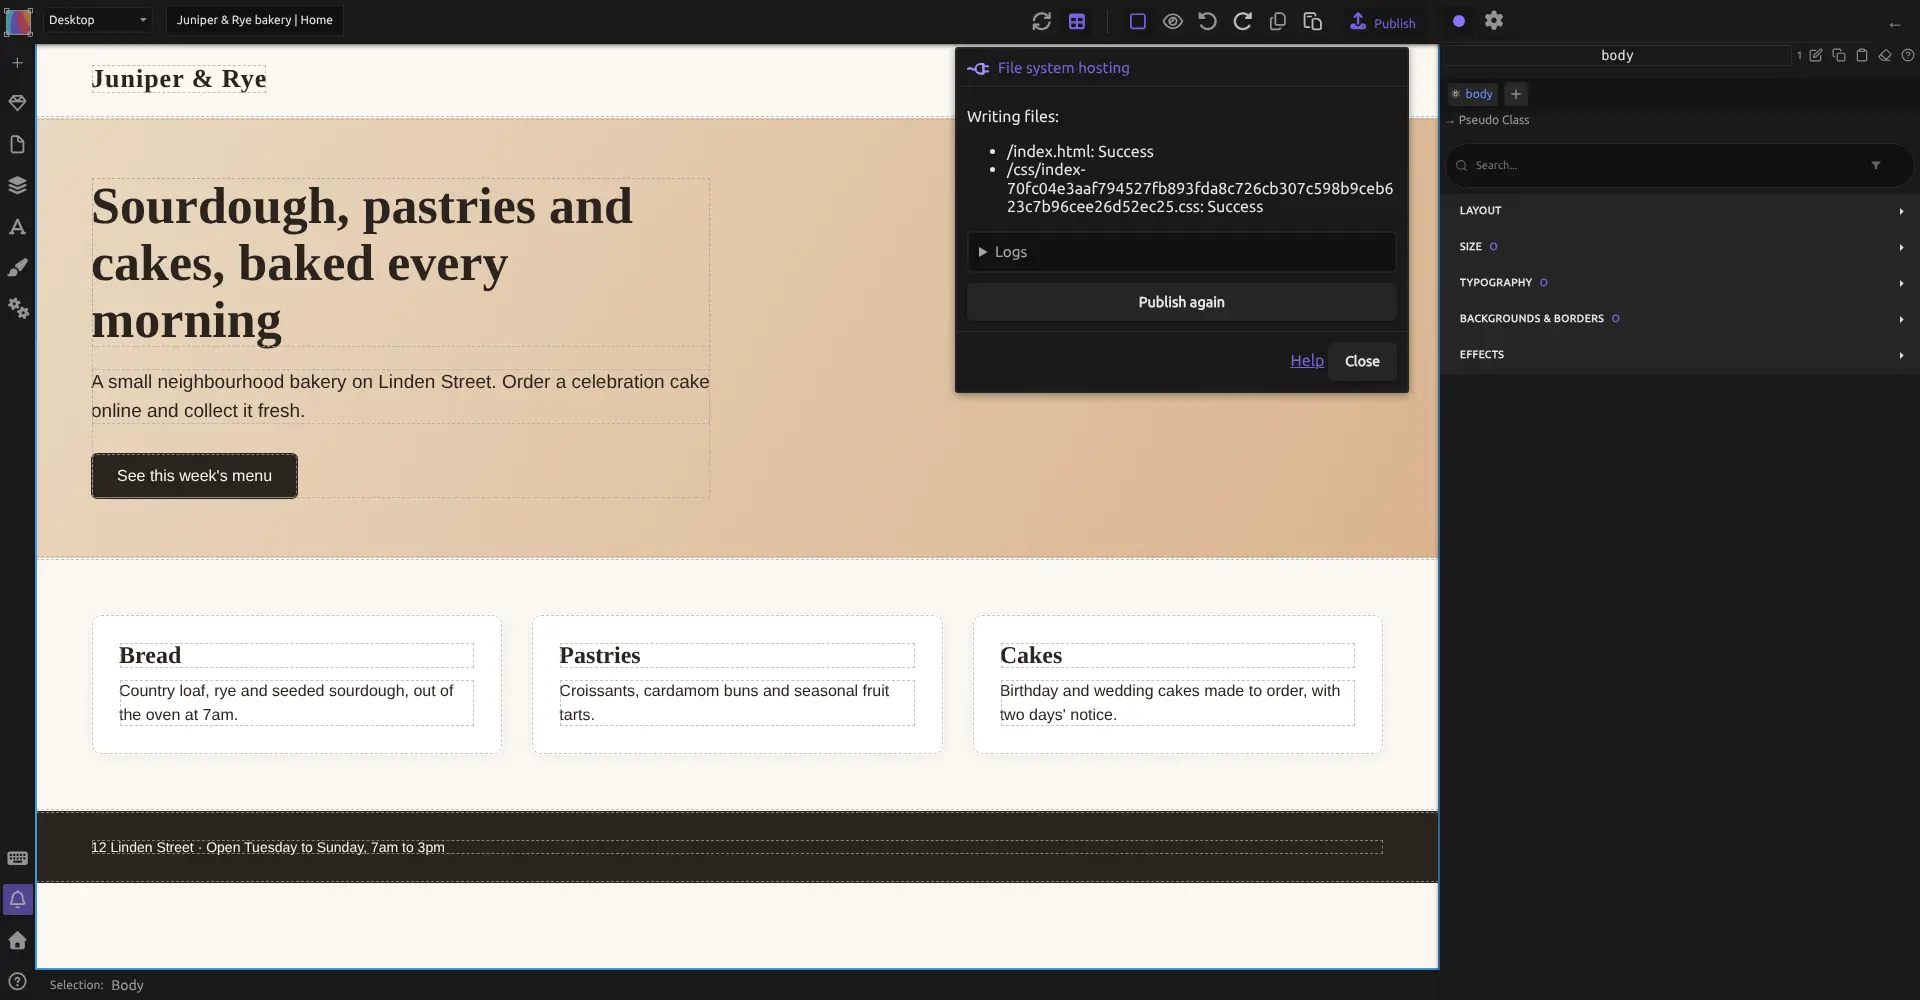 Desktop
Juniper & Rye bakery | Home
Publish
Juniper & Rye
Sourdough, pastries and
cakes, baked every
morning
A small neighbourhood bakery on Linden Street. Order a celebration cake
online and collect it fresh.
See this week's menu
File system hosting
Writing files:
/index.html: Success
/css/index-
70fc04e3aaf794527fb893fda8c726cb307c598b9ceb6
23c7b96cee26d52ec25.css: Success
Logs
Publish again
Help
Close
Bread
Country loaf, rye and seeded sourdough, out of
the oven at 7am.
Pastries
Croissants, cardamom buns and seasonal fruit
tarts.
Cakes
Birthday and wedding cakes made to order, with
two days' notice.
12 Linden Street · Open Tuesday to Sunday, 7am to 3pm
Selection: Body
body
1
body
→ Pseudo Class
Search...
LAYOUT
SIZE
TYPOGRAPHY
BACKGROUNDS & BORDERS
EFFECTS